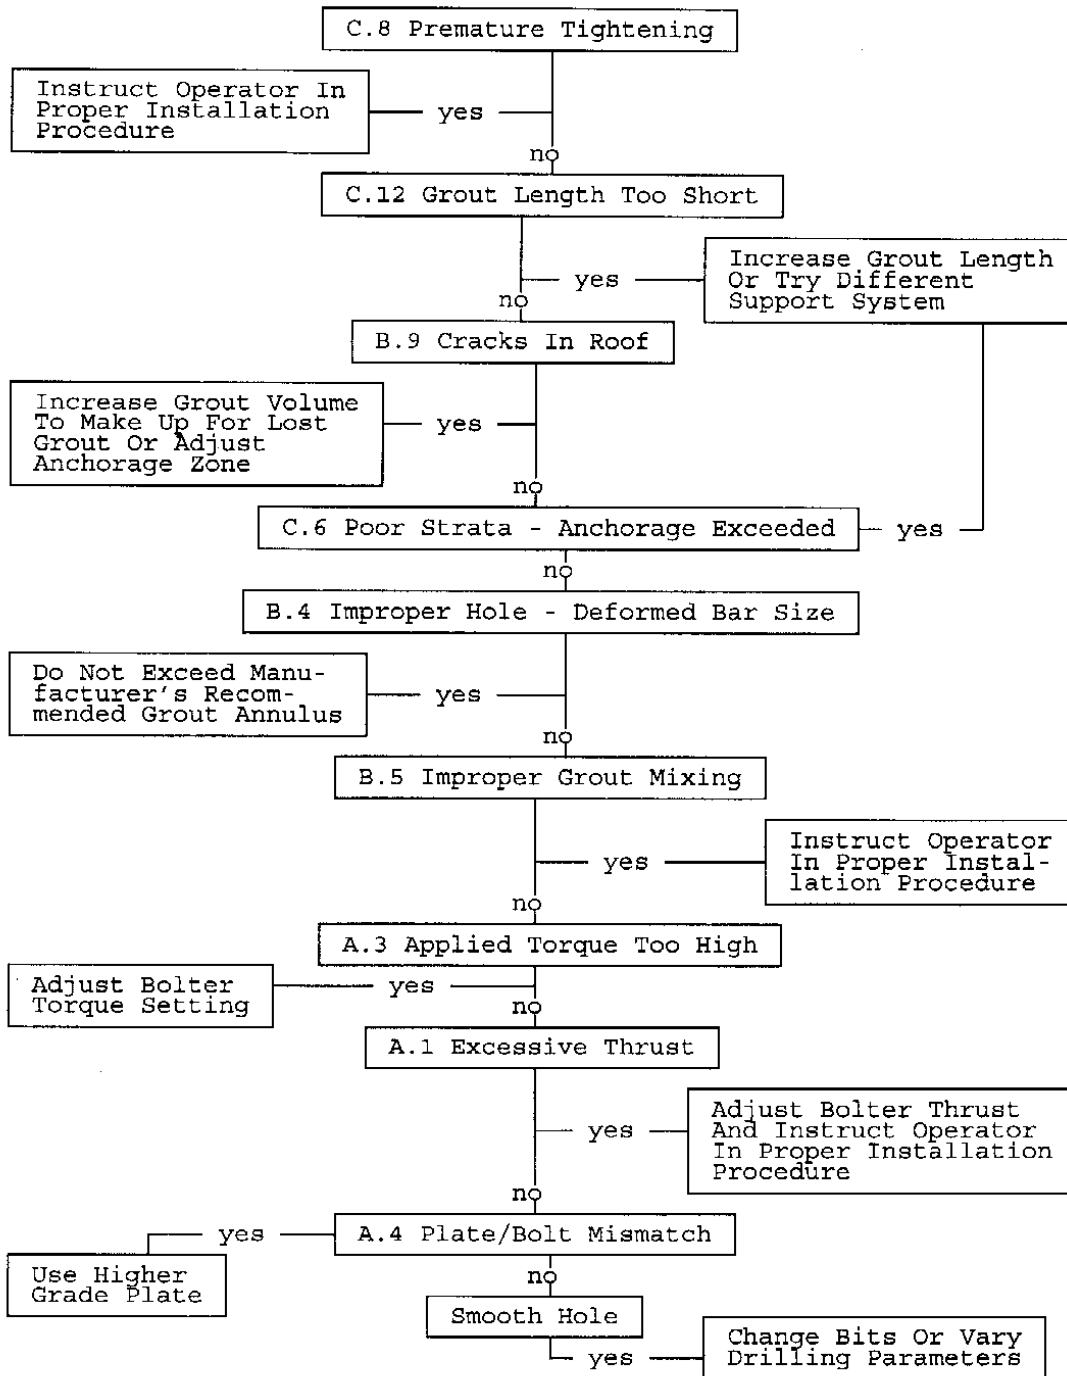 C.8 Premature Tightening
Instruct Operator In
Proper Installation
Procedure
yes
no
C.12 Grout Length Too Short
yes
Increase Grout Length
Or Try Different
Support System
no
B.9 Cracks In Roof
Increase Grout Volume
To Make Up For Lost
Grout Or Adjust
Anchorage Zone
yes
no
C.6 Poor Strata - Anchorage Exceeded
yes
no
B.4 Improper Hole - Deformed Bar Size
Do Not Exceed Manu-
facturer's Recom-
mended Grout Annulus
yes
no
B.5 Improper Grout Mixing
yes
Instruct Operator
In Proper Instal-
lation Procedure
no
A.3 Applied Torque Too High
Adjust Bolter
Torque Setting
yes
no
A.1 Excessive Thrust
yes
Adjust Bolter Thrust
And Instruct Operator
In Proper Installation
Procedure
no
A.4 Plate/Bolt Mismatch
yes
Use Higher
Grade Plate
no
Smooth Hole
yes
Change Bits Or Vary
Drilling Parameters